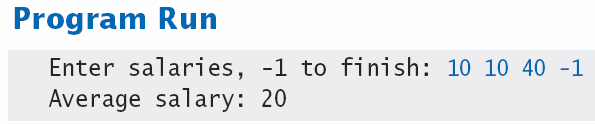 Program Run
Enter salaries, -1 to finish: 10 10 40 -1
Average salary: 20